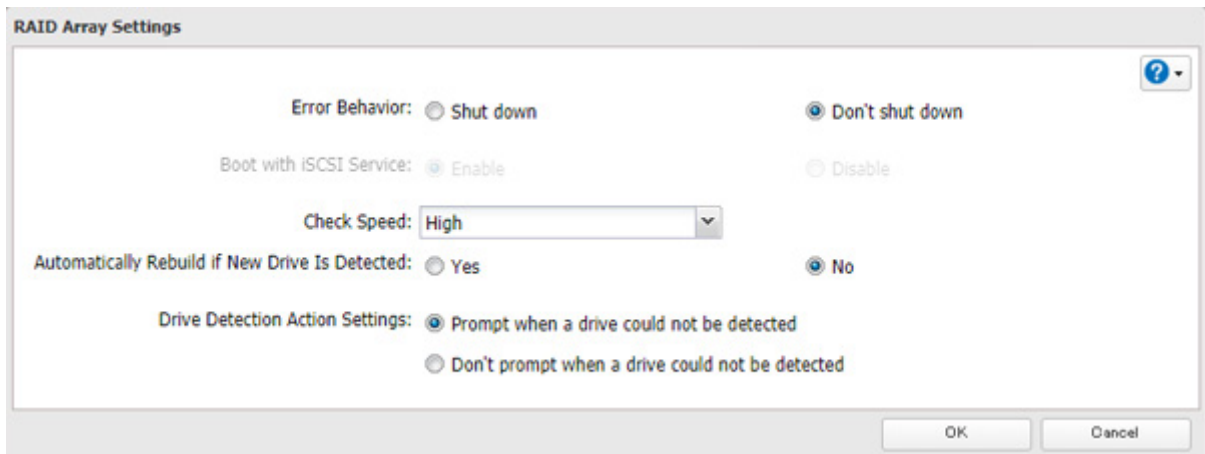 RAID Array Settings
?
Error Behavior: Shut down Don't shut down
Boot with iSCSI Service: Enable Disable
Check Speed: High
Automatically Rebuild if New Drive Is Detected: Yes No
Drive Detection Action Settings: Prompt when a drive could not be detected
Don't prompt when a drive could not be detected
OK Cancel